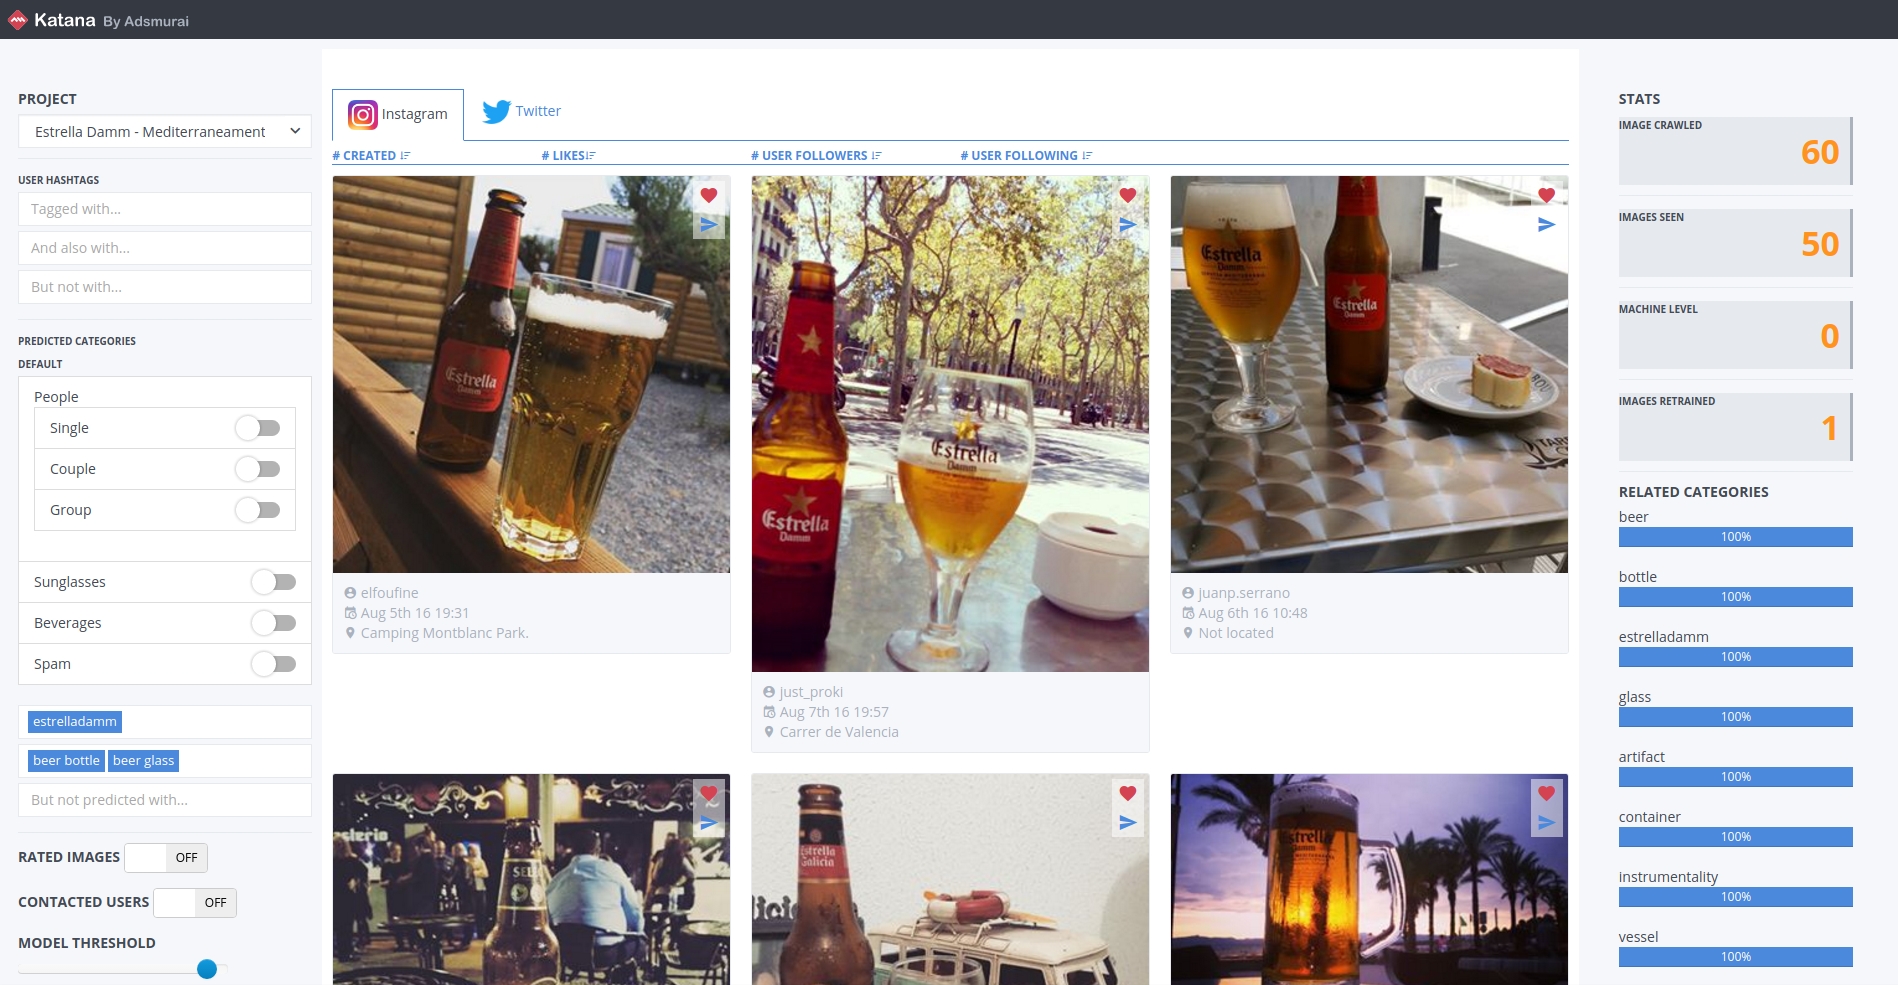 Katana By Adsmurai
PROJECT
Estrella Damm - Mediterraneament
USER HASHTAGS
Tagged with...
And also with...
But not with...
PREDICTED CATEGORIES
DEFAULT
People
Single
Couple
Group
Sunglasses
Beverages
Spam
estrelladamm
beer bottle beer glass
But not predicted with...
RATED IMAGES OFF
CONTACTED USERS OFF
MODEL THRESHOLD
Instagram Twitter
# CREATED # LIKES # USER FOLLOWERS # USER FOLLOWING
Estrella
Damm
elfoufine
Aug 5th 16 19:31
Camping Montblanc Park.
Estrella
Damm
Estrella
Damm
just_proki
Aug 7th 16 19:57
Carrer de Valencia
Estrella
Damm
Estrella
Damm
juanp.serrano
Aug 6th 16 10:48
Not located
Estrella
Galicia
Estrella
Damm
STATS
IMAGE CRAWLED
60
IMAGES SEEN
50
MACHINE LEVEL
0
IMAGES RETRAINED
1
RELATED CATEGORIES
beer
100%
bottle
100%
estrelladamm
100%
glass
100%
artifact
100%
container
100%
instrumentality
100%
vessel
100%